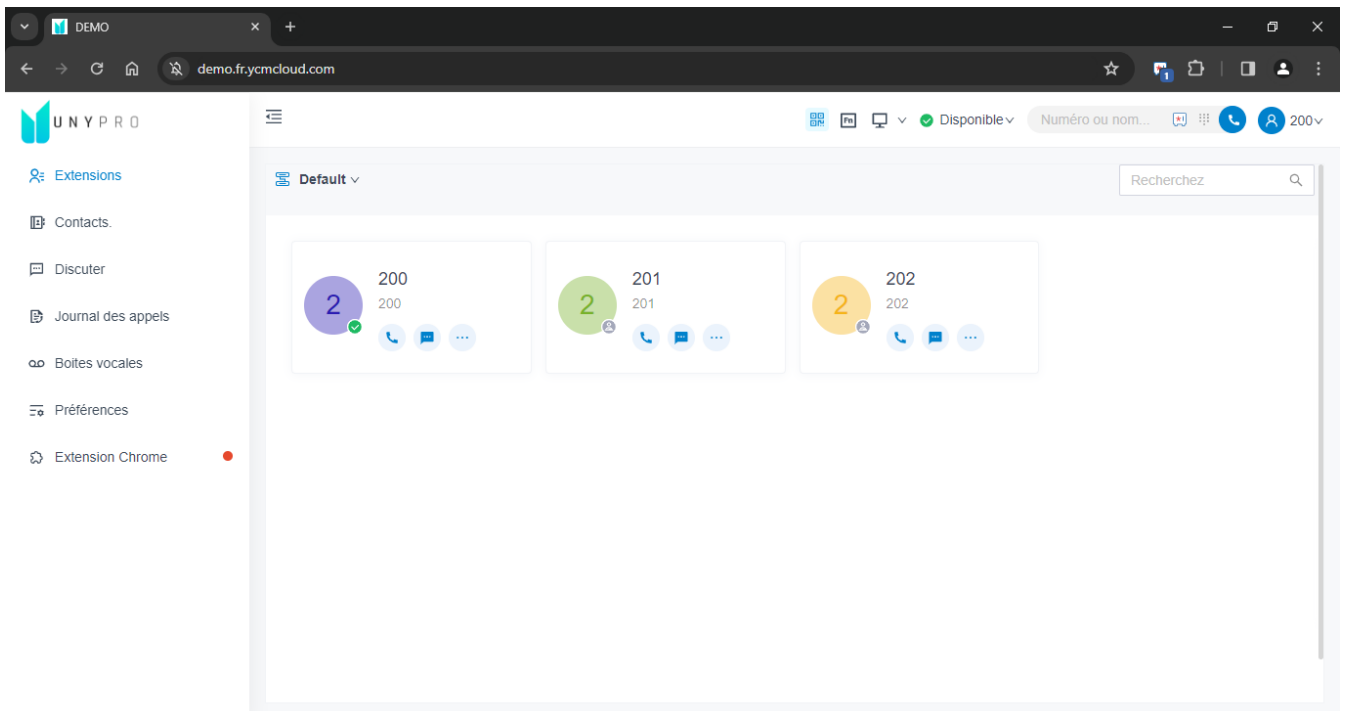 DEMO
demo.fr.ycmcloud.com
1
UNYPRO
Fn
Disponible
Numéro ou nom...
200
Extensions
Contacts.
Discuter
Journal des appels
Boites vocales
Préférences
Extension Chrome
Default
Recherchez
2
200
200
2
201
201
2
202
202